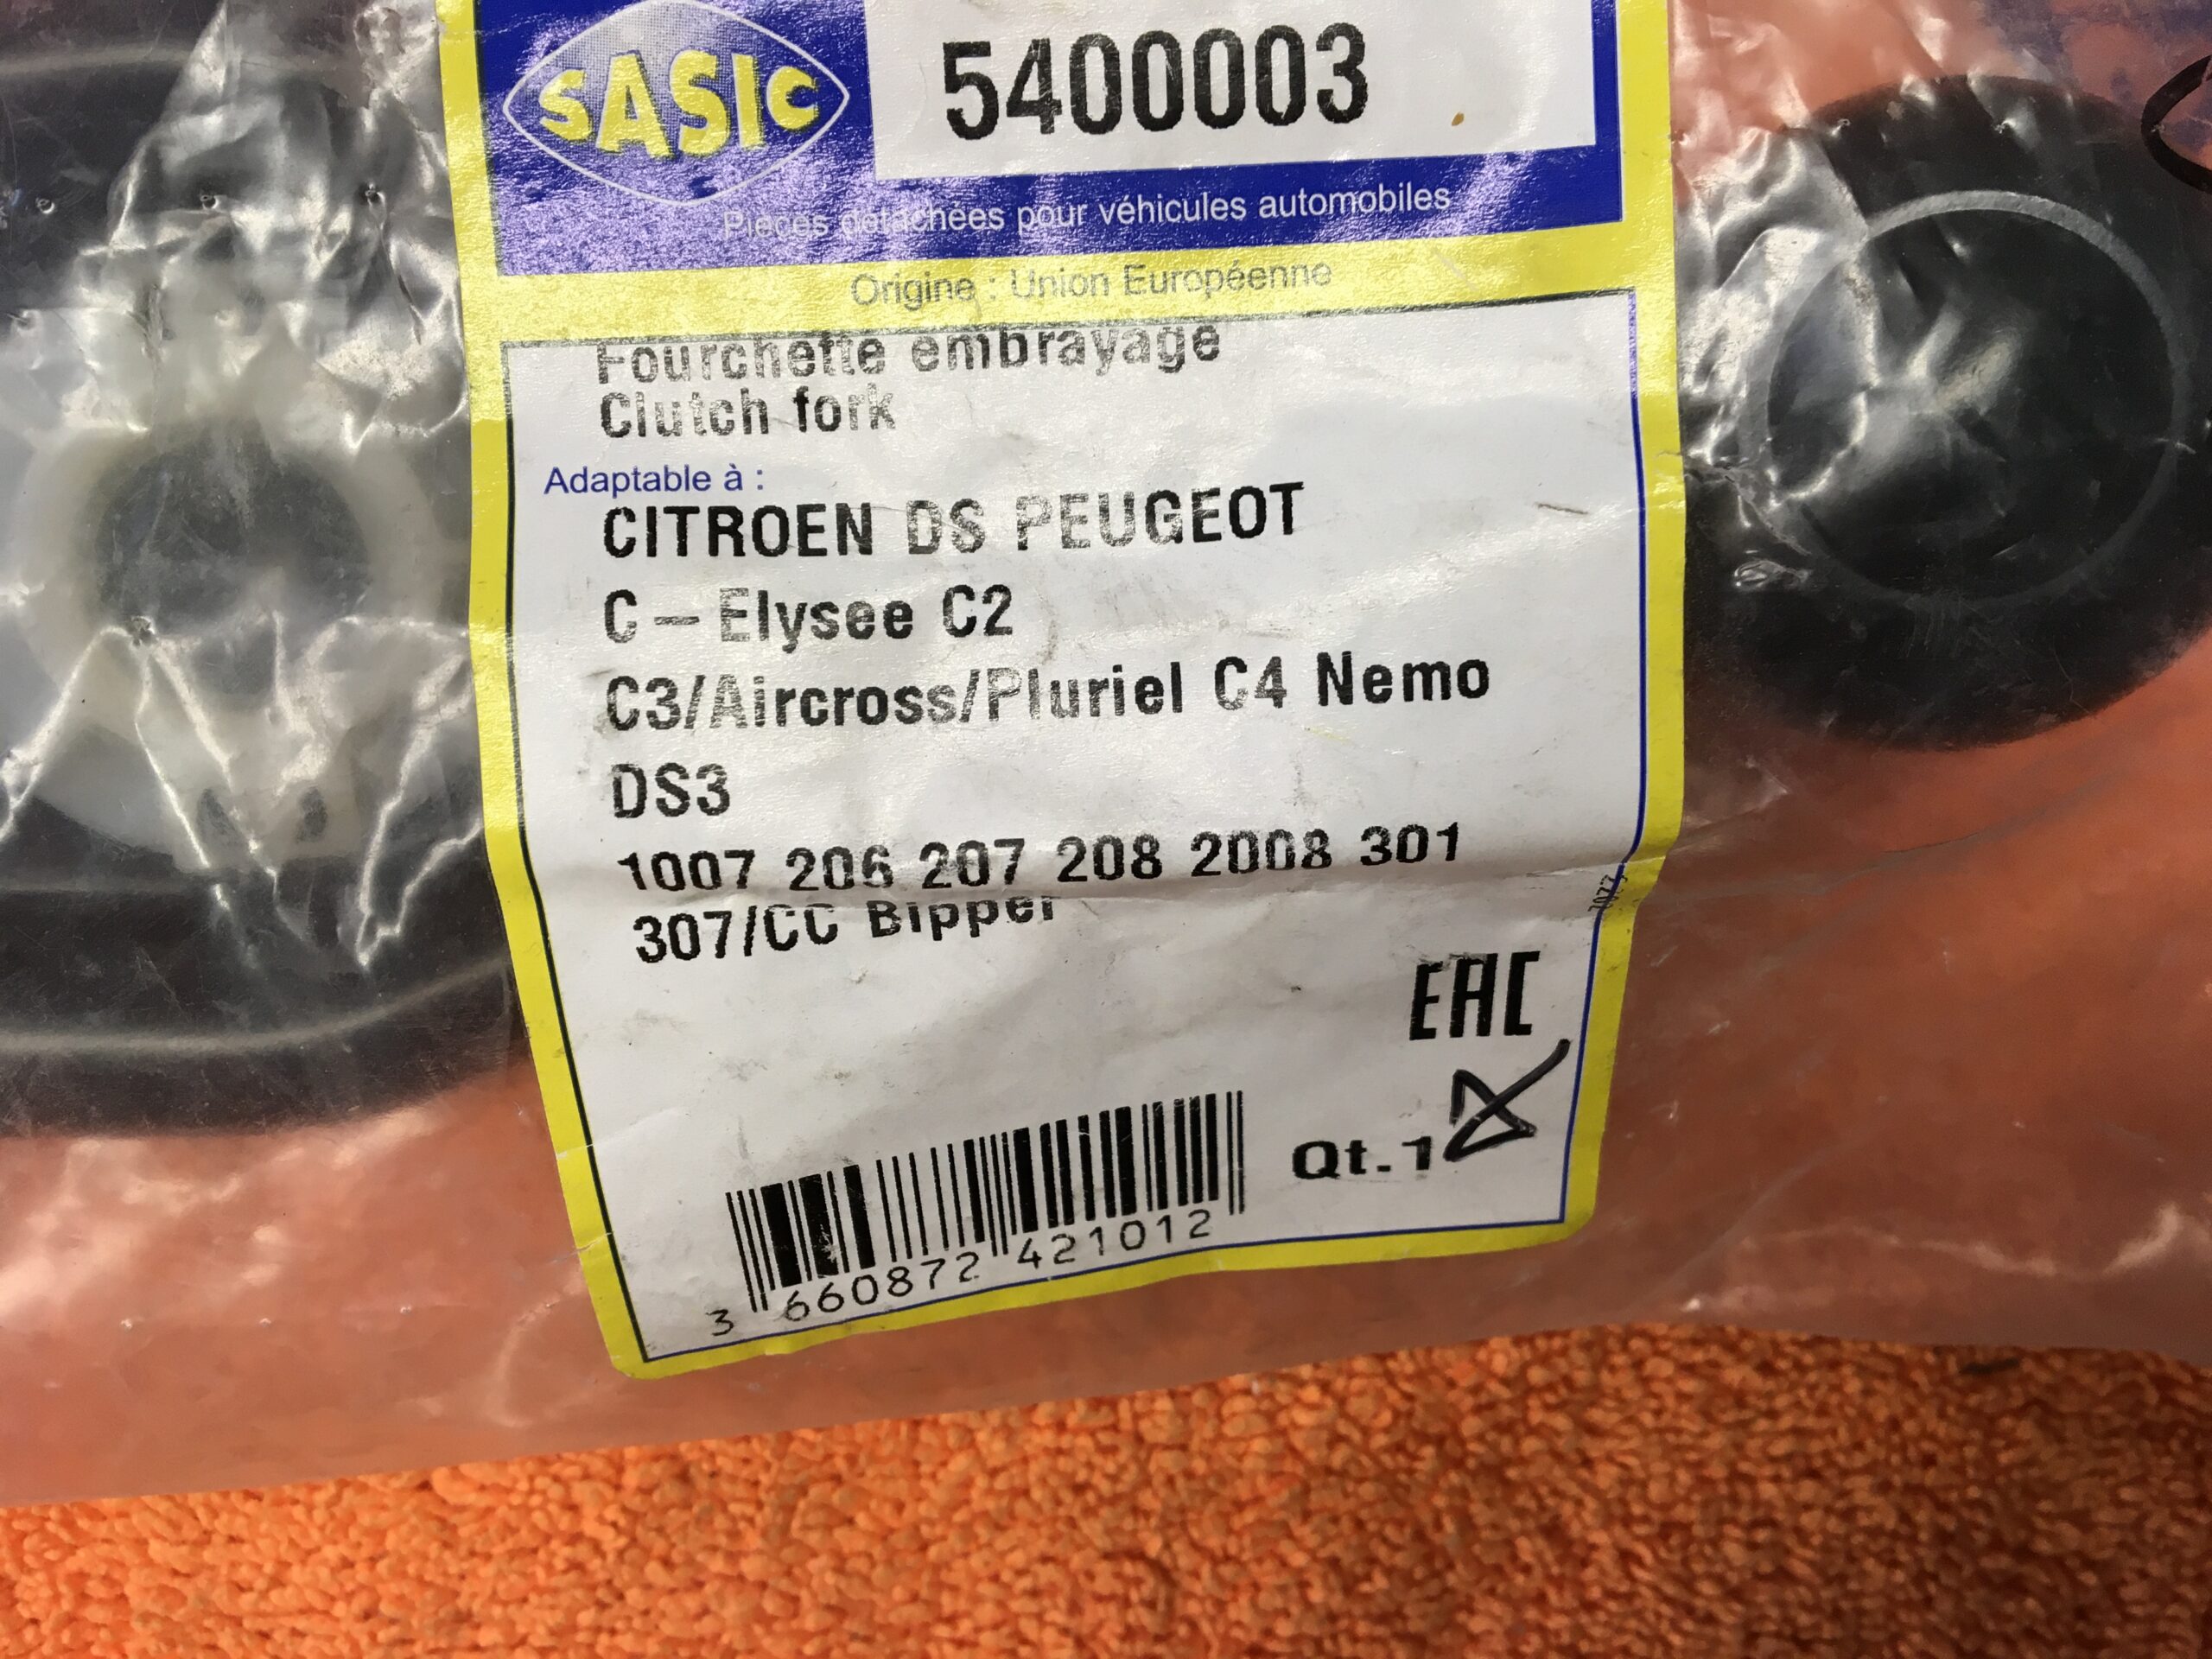 SASIC
5400003
Pièces détachées pour véhicules automobiles
Origine : Union Européenne
Fourchette embrayage
Clutch fork
Adaptable à :
CITROEN DS PEUGEOT
C-Elysee C2
C3/Aircross/Pluriel C4 Nemo
DS3
1007 206 207 208 2008 301
307/CC Bipper
EAC
Qt.1
3 660872 421012